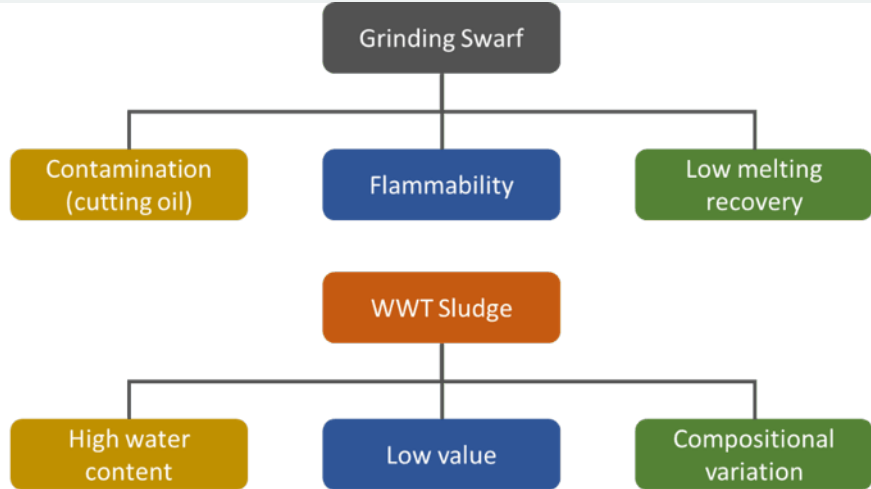 Grinding Swarf
Contamination
(cutting oil)
Flammability
Low melting
recovery
WWT Sludge
High water
content
Low value
Compositional
variation